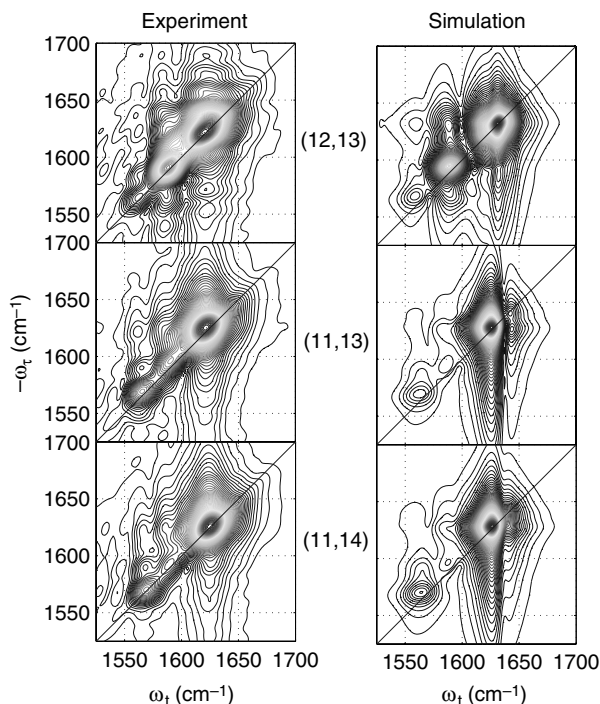 Experiment
Simulation
1700
1650
1600
1550
(12,13)
1700
1650
1600
1550
(11,13)
1700
1650
1600
1550
(11,14)
−ω_τ (cm⁻¹)
1550 1600 1650 1700
1550 1600 1650 1700
ω_t (cm⁻¹)
ω_t (cm⁻¹)